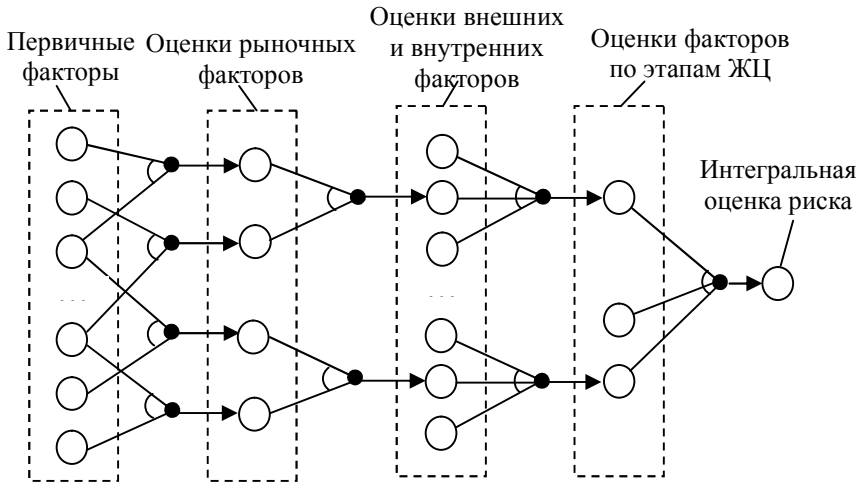 Первичные
факторы
Оценки рыночных
факторов
Оценки внешних
и внутренних
факторов
Оценки факторов
по этапам ЖЦ
Интегральная
оценка риска
. . .
. . .